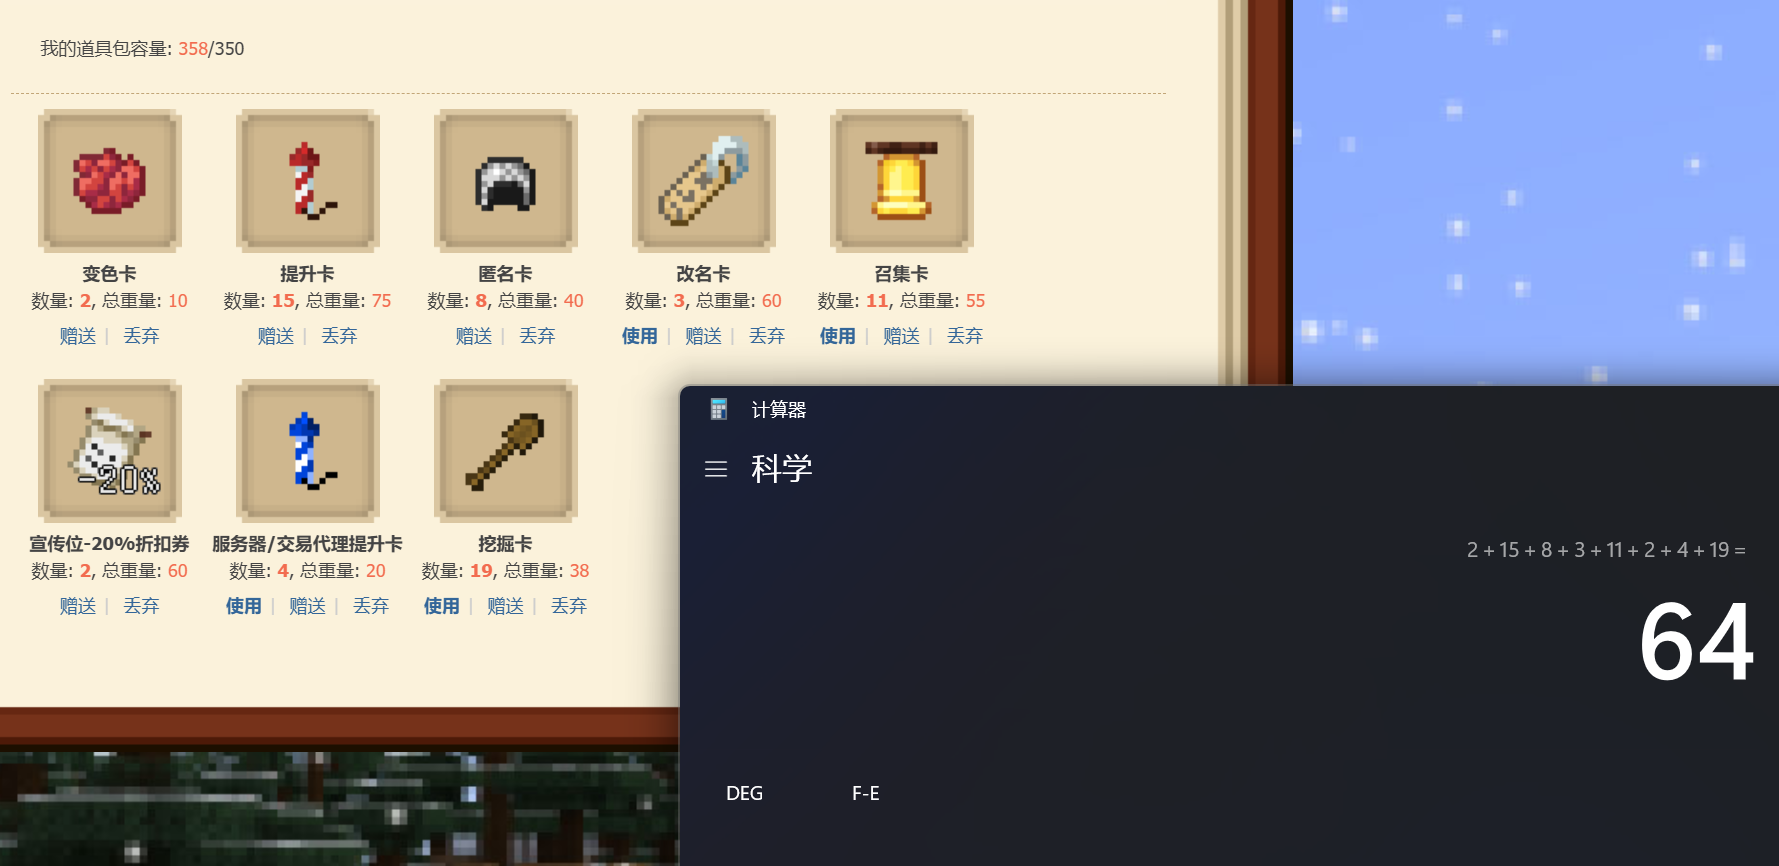 我的道具包容量: 358/350
变色卡
数量: 2, 总重量: 10
赠送 | 丢弃
提升卡
数量: 15, 总重量: 75
赠送 | 丢弃
匿名卡
数量: 8, 总重量: 40
赠送 | 丢弃
改名卡
数量: 3, 总重量: 60
使用 | 赠送 | 丢弃
召集卡
数量: 11, 总重量: 55
使用 | 赠送 | 丢弃
-20%
宣传位-20%折扣券
数量: 2, 总重量: 60
赠送 | 丢弃
服务器/交易代理提升卡
数量: 4, 总重量: 20
使用 | 赠送 | 丢弃
挖掘卡
数量: 19, 总重量: 38
使用 | 赠送 | 丢弃
计算器
科学
2 + 15 + 8 + 3 + 11 + 2 + 4 + 19 =
64
DEG
F-E